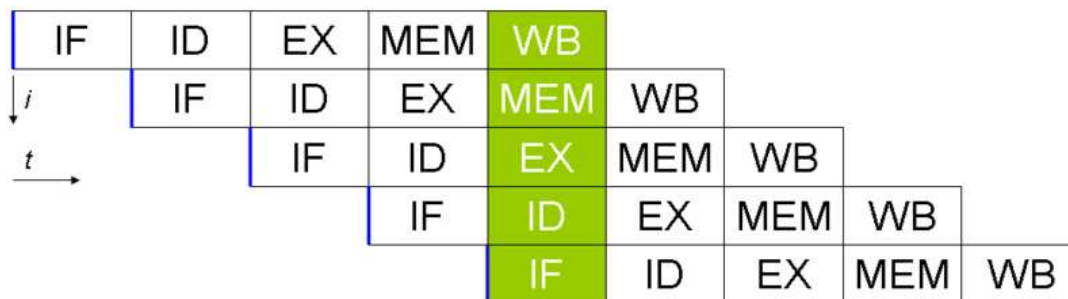 IF ID EX MEM WB
i IF ID EX MEM WB
t IF ID EX MEM WB
IF ID EX MEM WB
IF ID EX MEM WB